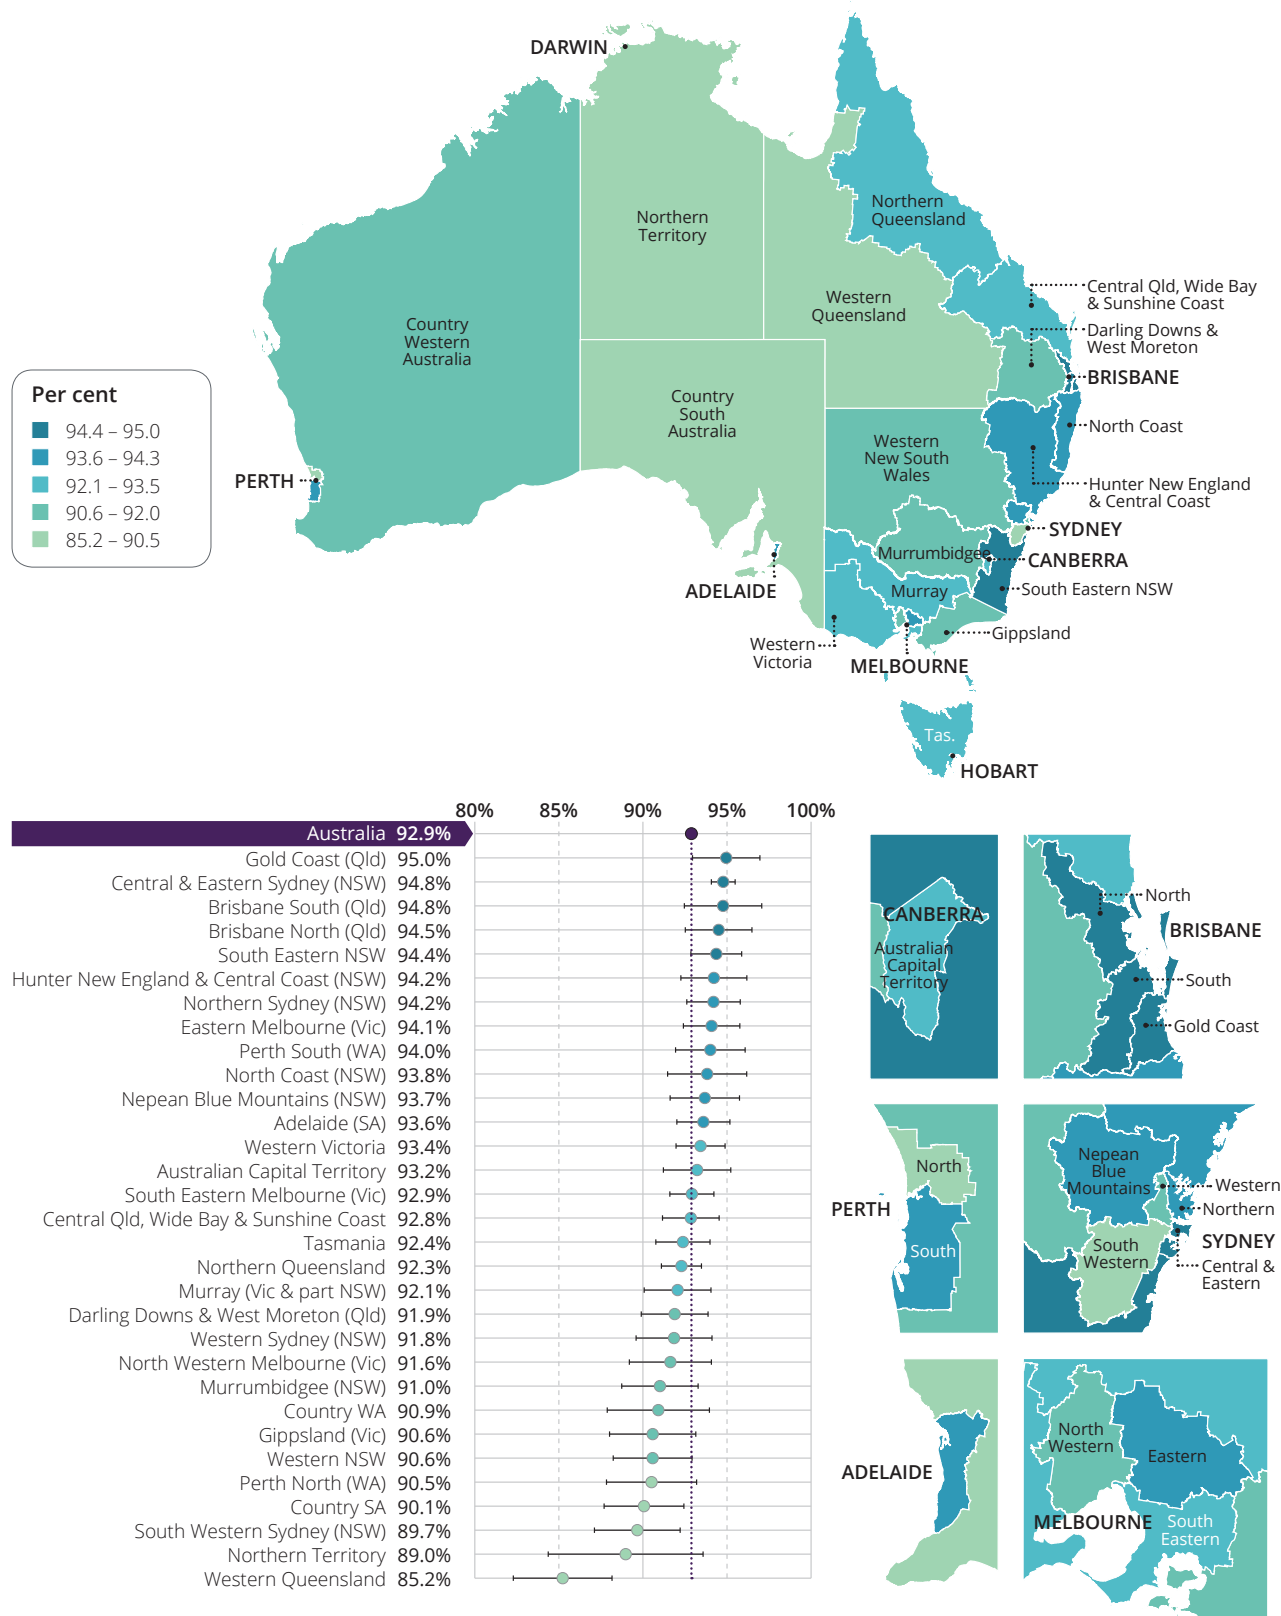 DARWIN
Northern
Territory
Northern
Queensland
Western
Queensland
Country
Western
Australia
Country
South
Australia
Western
New South
Wales
Central Qld, Wide Bay
& Sunshine Coast
Darling Downs &
West Moreton
BRISBANE
North Coast
Hunter New England
& Central Coast
SYDNEY
CANBERRA
South Eastern NSW
Murrumbidgee
Murray
Gippsland
PERTH
ADELAIDE
Western
Victoria
MELBOURNE
Tas.
HOBART
Per cent
94.4 – 95.0
93.6 – 94.3
92.1 – 93.5
90.6 – 92.0
85.2 – 90.5
80% 85% 90% 95% 100%
Australia 92.9%
Gold Coast (Qld) 95.0%
Central & Eastern Sydney (NSW) 94.8%
Brisbane South (Qld) 94.8%
Brisbane North (Qld) 94.5%
South Eastern NSW 94.4%
Hunter New England & Central Coast (NSW) 94.2%
Northern Sydney (NSW) 94.2%
Eastern Melbourne (Vic) 94.1%
Perth South (WA) 94.0%
North Coast (NSW) 93.8%
Nepean Blue Mountains (NSW) 93.7%
Adelaide (SA) 93.6%
Western Victoria 93.4%
Australian Capital Territory 93.2%
South Eastern Melbourne (Vic) 92.9%
Central Qld, Wide Bay & Sunshine Coast 92.8%
Tasmania 92.4%
Northern Queensland 92.3%
Murray (Vic & part NSW) 92.1%
Darling Downs & West Moreton (Qld) 91.9%
Western Sydney (NSW) 91.8%
North Western Melbourne (Vic) 91.6%
Murrumbidgee (NSW) 91.0%
Country WA 90.9%
Gippsland (Vic) 90.6%
Western NSW 90.6%
Perth North (WA) 90.5%
Country SA 90.1%
South Western Sydney (NSW) 89.7%
Northern Territory 89.0%
Western Queensland 85.2%
CANBERRA
Australian
Capital
Territory
North
BRISBANE
South
Gold Coast
North
PERTH
South
Nepean
Blue
Mountains
Western
Northern
SYDNEY
South
Western
Central &
Eastern
ADELAIDE
North
Western
Eastern
MELBOURNE
South
Eastern